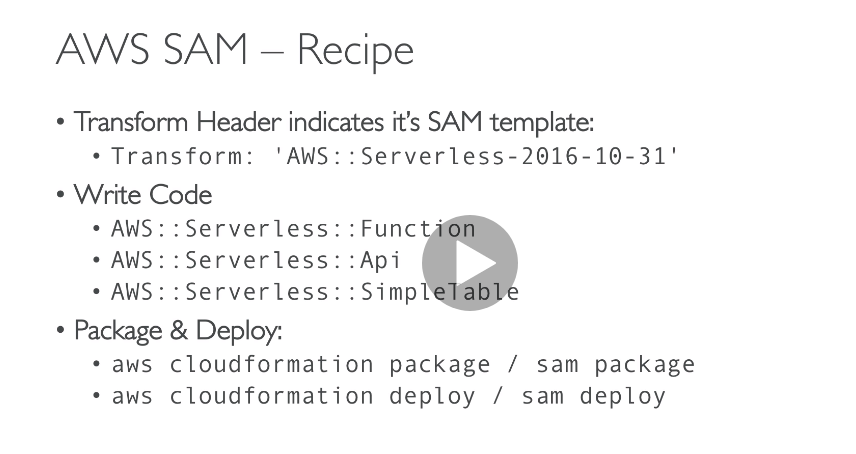 AWS SAM – Recipe
• Transform Header indicates it's SAM template:
• Transform: 'AWS::Serverless-2016-10-31'
• Write Code
• AWS::Serverless::Function
• AWS::Serverless::Api
• AWS::Serverless::SimpleTable
• Package & Deploy:
• aws cloudformation package / sam package
• aws cloudformation deploy / sam deploy